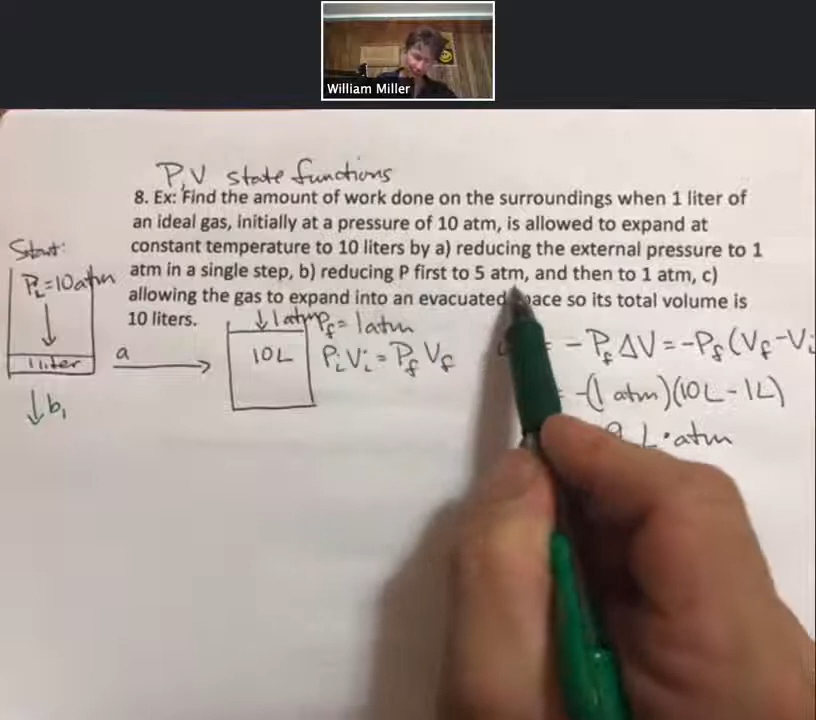 William Miller
P,V state functions
8. Ex: Find the amount of work done on the surroundings when 1 liter of
an ideal gas, initially at a pressure of 10 atm, is allowed to expand at
constant temperature to 10 liters by a) reducing the external pressure to 1
atm in a single step, b) reducing P first to 5 atm, and then to 1 atm, c)
allowing the gas to expand into an evacuated so its total volume is
10 liters.
Start:
Pi=10atm
1 liter
a
↓b₁
↓1atm Pf=1atm
10L
PiVi=PfVf
= -PfΔV=-Pf(Vf-Vi
= -(1 atm)(10L-1L)
9 L·atm